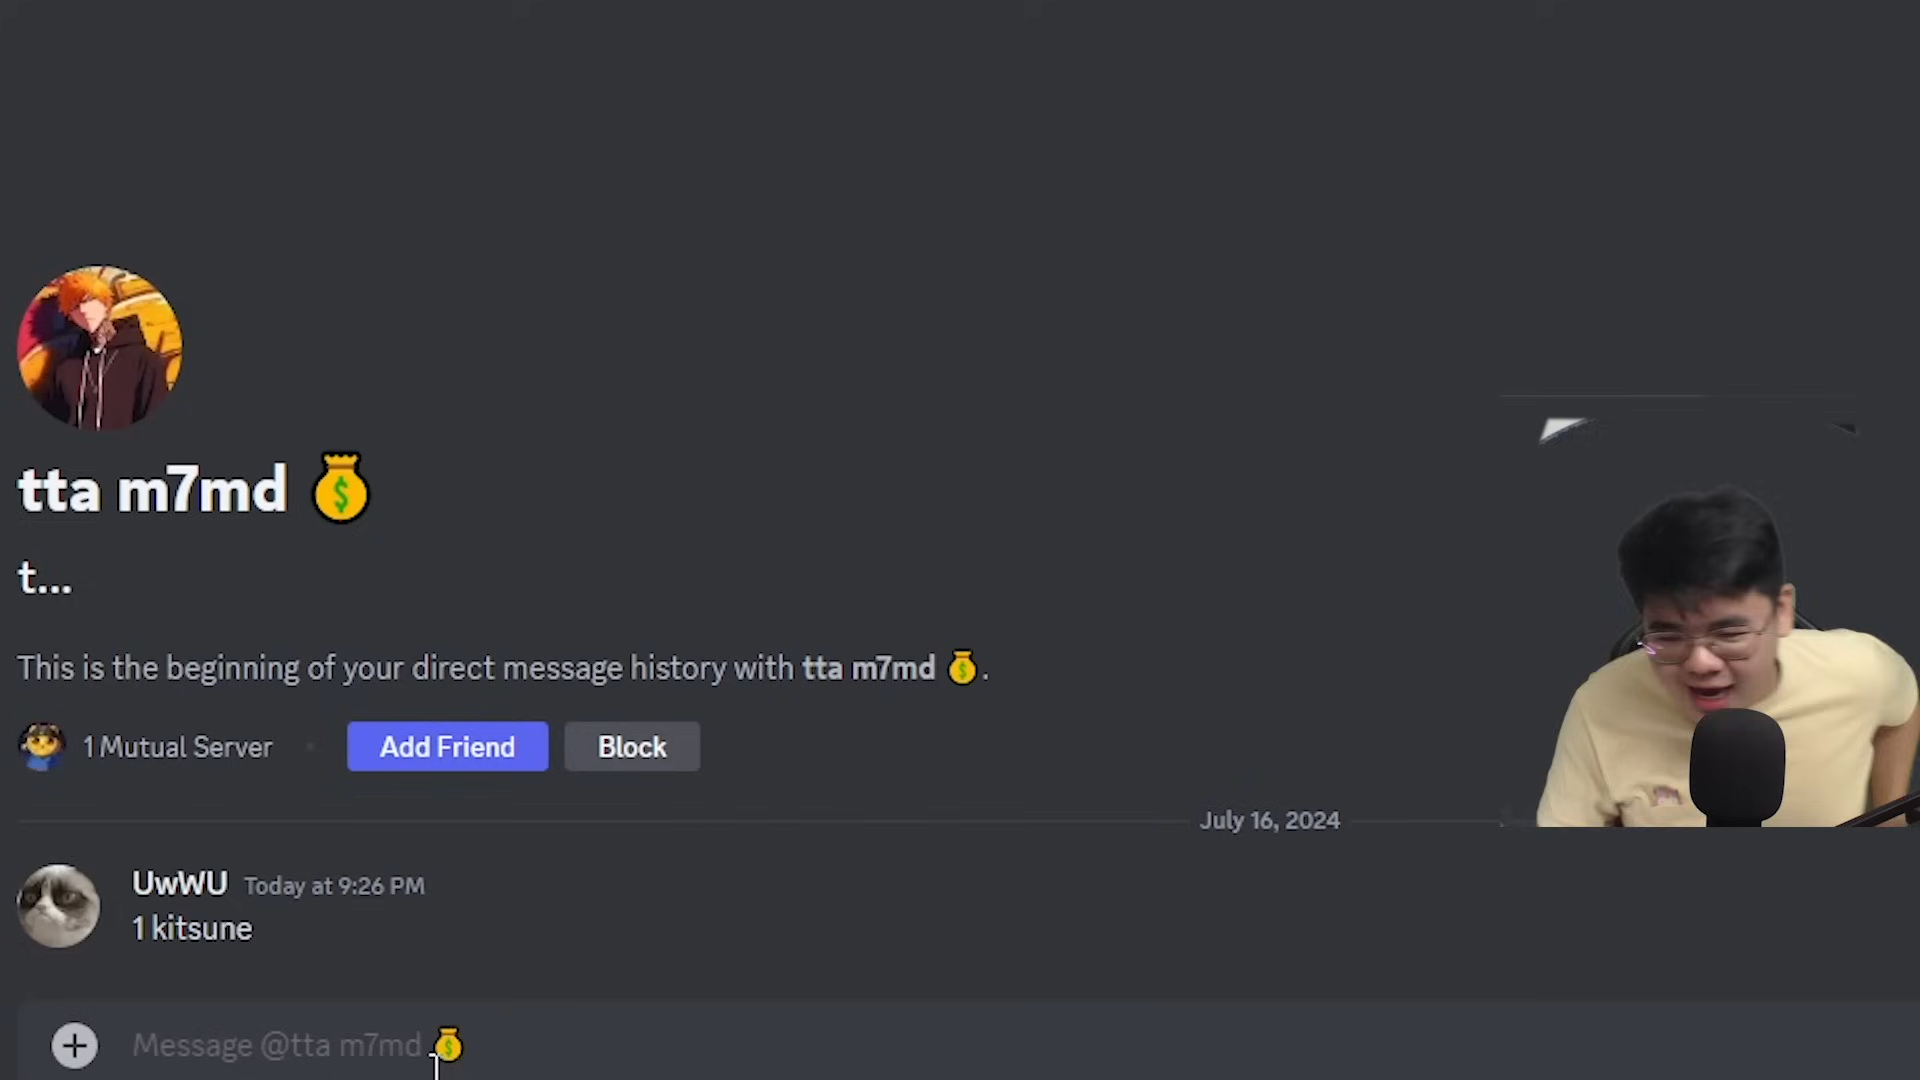 tta m7md 💰
t...
This is the beginning of your direct message history with tta m7md 💰.
1 Mutual Server
Add Friend
Block
July 16, 2024
UwWU Today at 9:26 PM
1 kitsune
Message @tta m7md 💰